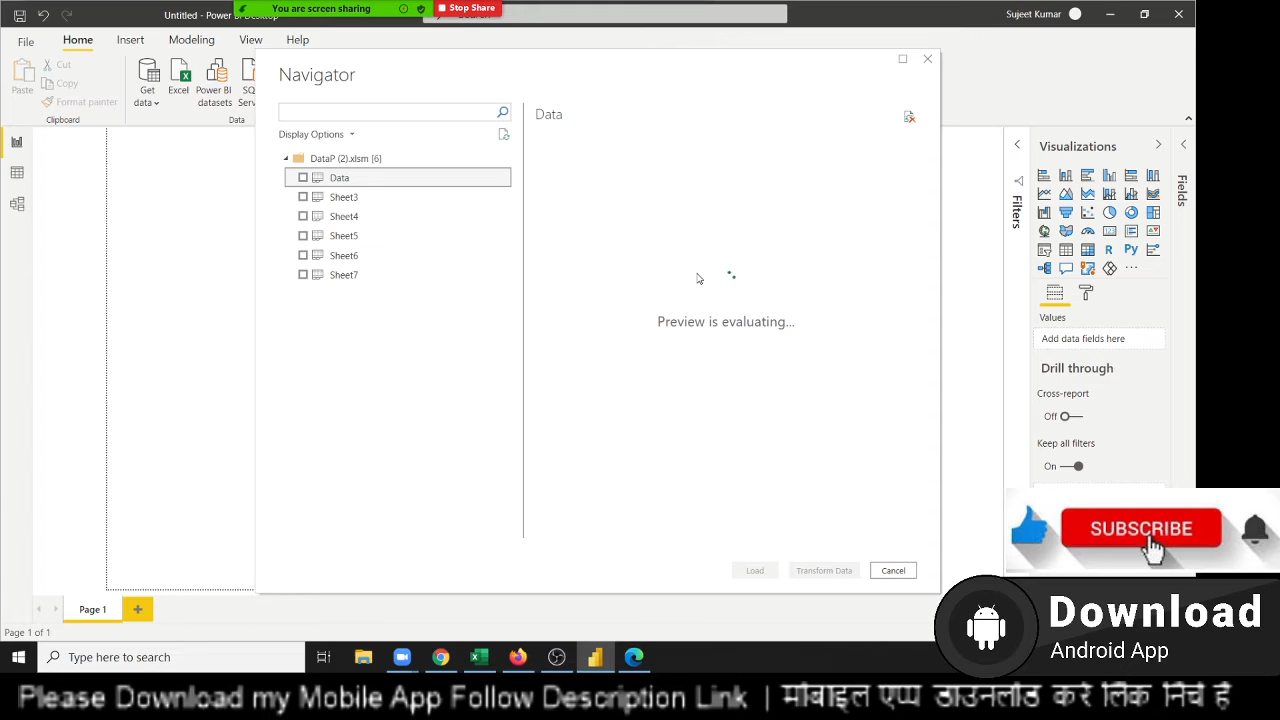 Untitled - Power BI Desktop
You are screen sharing
Stop Share
Sujeet Kumar
File
Home
Insert
Modeling
View
Help
Paste
Cut
Copy
Format painter
Clipboard
Get data
Excel
Power BI datasets
Data
Navigator
Display Options
DataP (2).xlsm [6]
Data
Sheet3
Sheet4
Sheet5
Sheet6
Sheet7
Data
Preview is evaluating...
Load
Transform Data
Cancel
Filters
Visualizations
R
Py
Values
Add data fields here
Drill through
Cross-report
Off
Keep all filters
On
Fields
SUBSCRIBE
Download
Android App
Page 1
Page 1 of 1
Type here to search
Please Download my Mobile App Follow Description Link | मोबाइल एप्प डाउनलोड करे लिंक निचे है